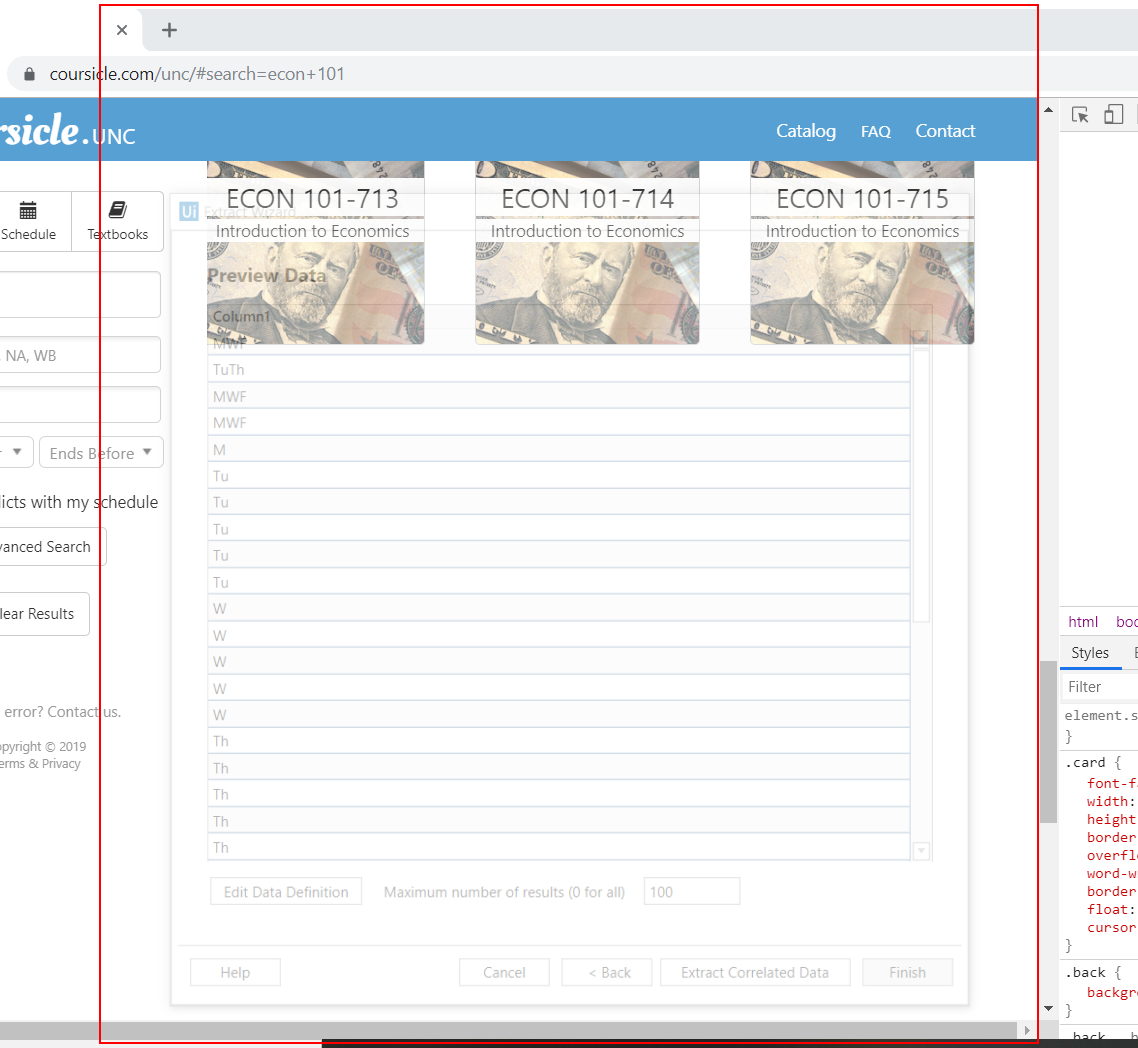 coursicle.com/unc/#search=econ+101
rsicle.UNC
Catalog FAQ Contact
Schedule Textbooks
ECON 101-713 ECON 101-714 ECON 101-715
Introduction to Economics Introduction to Economics Introduction to Economics
Ui Extract Wizard
Preview Data
Column1
MWF
TuTh
MWF
MWF
M
Tu
Tu
Tu
Tu
Tu
W
W
W
W
W
Th
Th
Th
Th
Th
Edit Data Definition Maximum number of results (0 for all) 100
Help Cancel < Back Extract Correlated Data Finish
, NA, WB
Ends Before
licts with my schedule
vanced Search
lear Results
error? Contact us.
opyright © 2019
erms & Privacy
html boo
Styles E
Filter
element.s
}
.card {
font-fa
width:
height
border
overflo
word-w
border
float:
cursor
}
.back {
backgro
}
.back h